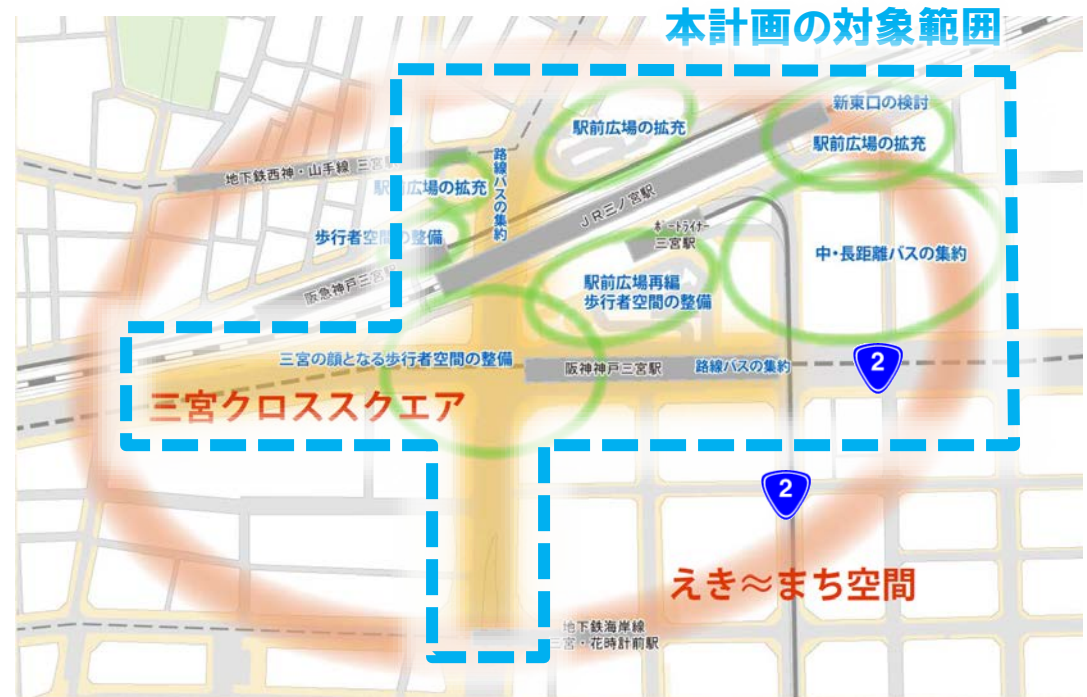 本計画の対象範囲
新東口の検討
駅前広場の拡充
駅前広場の拡充
路線バスの集約
地下鉄西神・山手線 三宮駅
駅前広場の拡充
JR三ノ宮駅
ポートライナー
三宮駅
歩行者空間の整備
中・長距離バスの集約
阪急神戸三宮駅
駅前広場再編
歩行者空間の整備
三宮の顔となる歩行者空間の整備
阪神神戸三宮駅
路線バスの集約
2
三宮クロススクエア
2
えき～まち空間
地下鉄海岸線
三宮・花時計前駅